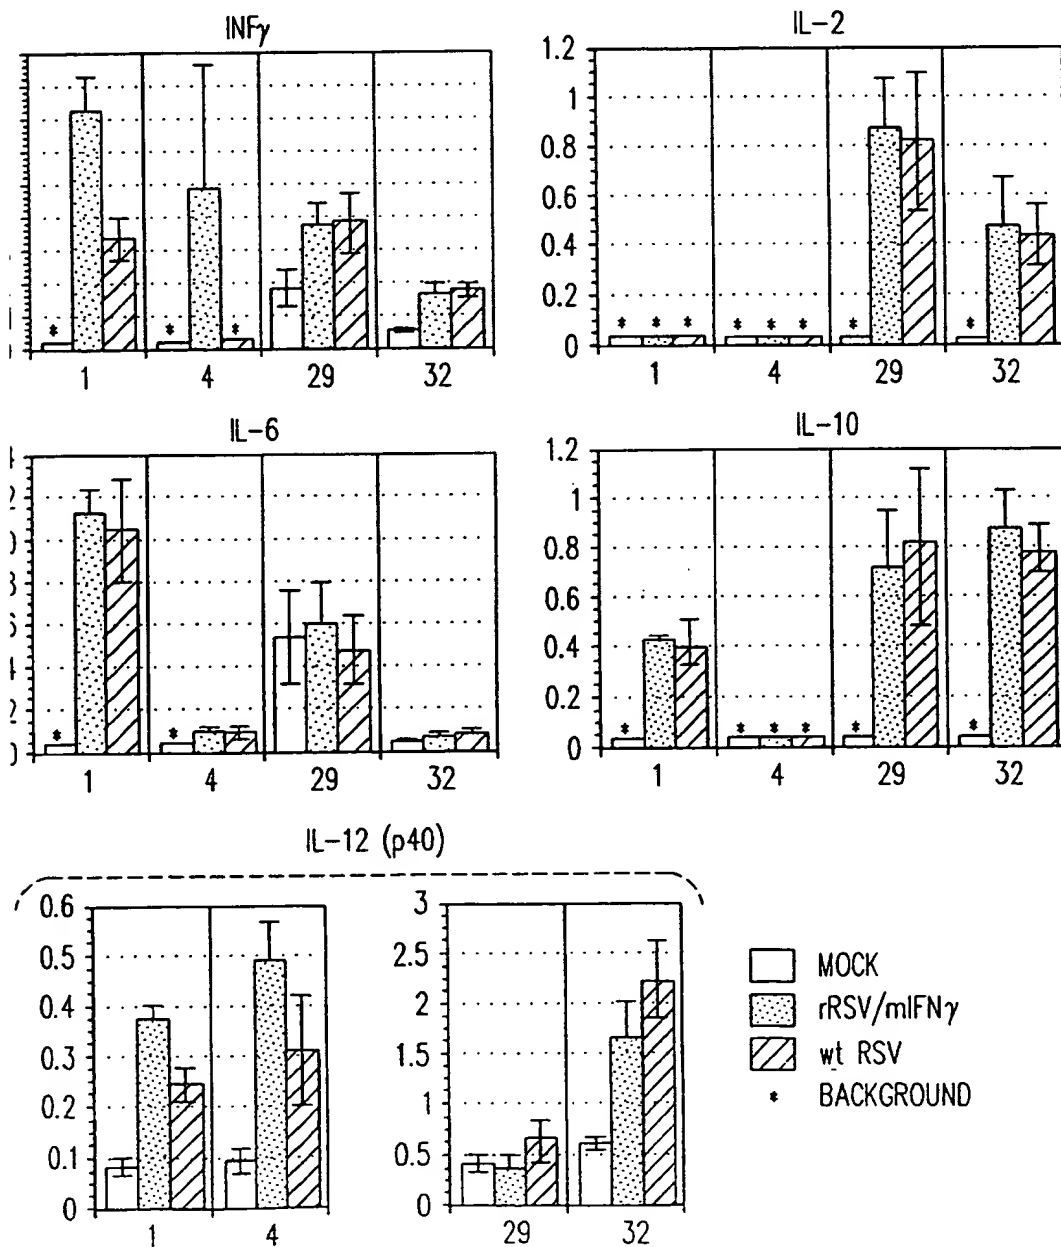 INFγ
* * *
1 4 29 32
IL-2
1.2
1
0.8
0.6
0.4
0.2
0
* * * * * * * *
1 4 29 32
IL-6
* *
1 4 29 32
IL-10
1.2
1
0.8
0.6
0.4
0.2
0
* * * * * *
1 4 29 32
IL-12 (p40)
0.6
0.5
0.4
0.3
0.2
0.1
0
1 4
3
2.5
2
1.5
1
0.5
0
29 32
MOCK
rRSV/mIFNγ
wt RSV
* BACKGROUND